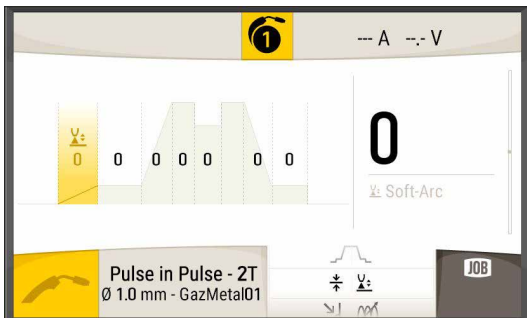 1
--- A --.- V
0 0 0 0 0 0 0
0
Soft-Arc
Pulse in Pulse - 2T
Ø 1.0 mm - GazMetal01
JOB